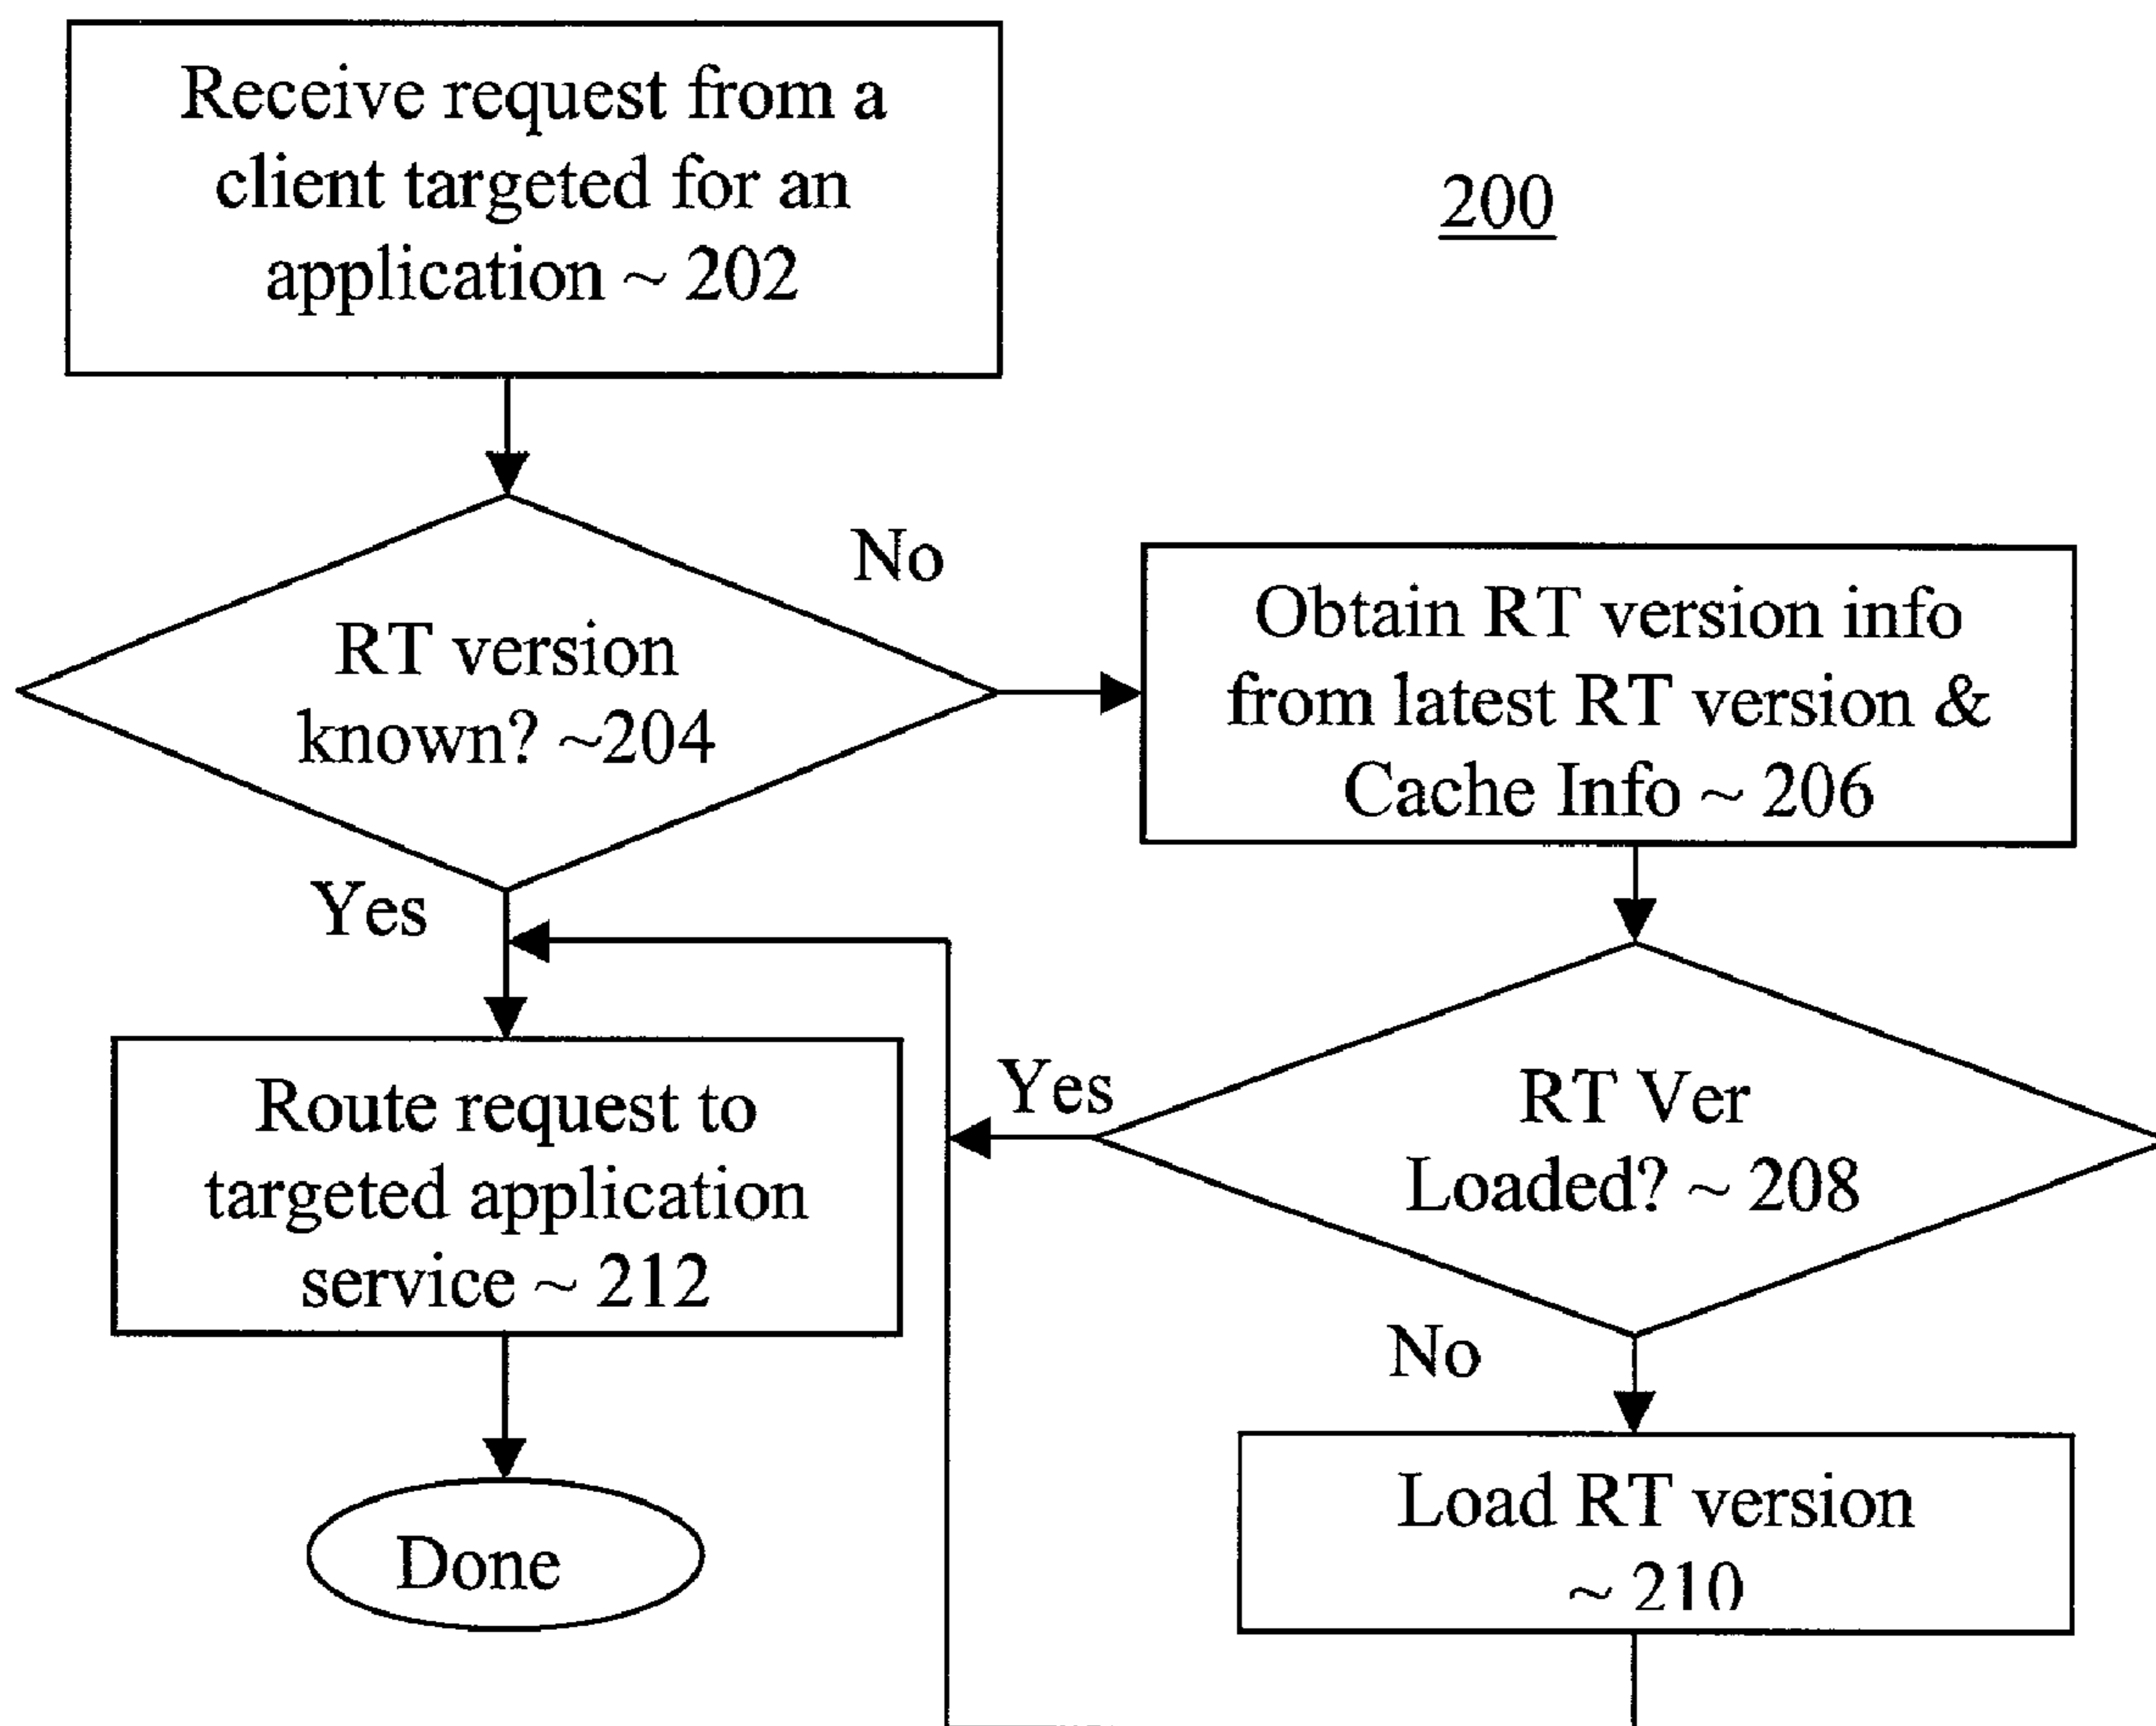 Receive request from a
client targeted for an
application ~ 202
200
RT version
known? ~204
No
Yes
Obtain RT version info
from latest RT version &
Cache Info ~ 206
RT Ver
Loaded? ~ 208
Yes
No
Load RT version
~ 210
Route request to
targeted application
service ~ 212
Done